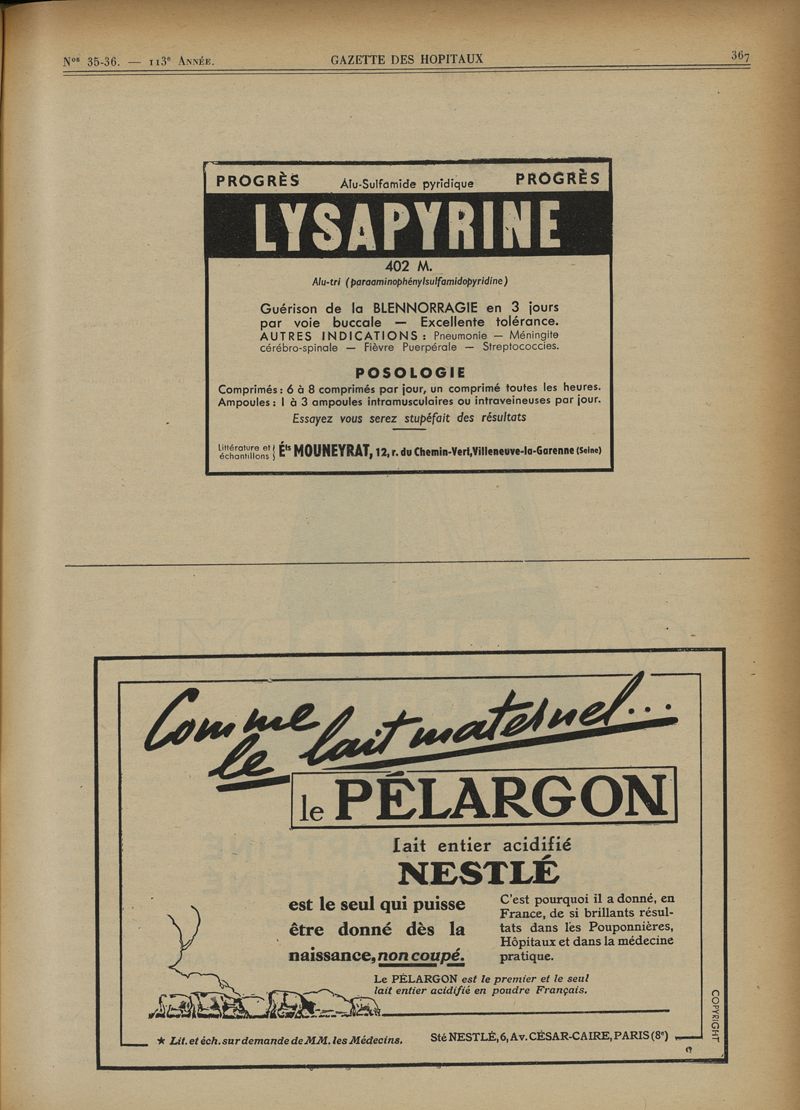 Nos 35-36. — 113e ANNÉE.
GAZETTE DES HOPITAUX
367
PROGRÈS Alu-Sulfamide pyridique PROGRÈS
LYSAPYRINE
402 M.
Alu-tri (paraaminophénylsulfamidopyridine)
Guérison de la BLENNORRAGIE en 3 jours
par voie buccale — Excellente tolérance.
AUTRES INDICATIONS : Pneumonie — Méningite
cérébro-spinale — Fièvre Puerpérale — Streptococcies.
POSOLOGIE
Comprimés : 6 à 8 comprimés par jour, un comprimé toutes les heures.
Ampoules : 1 à 3 ampoules intramusculaires ou intraveineuses par jour.
Essayez vous serez stupéfait des résultats
Littérature et
échantillons
Éts MOUNEYRAT, 12, r. du Chemin-Vert, Villeneuve-la-Garenne (Seine)
Comme
le lait maternel...
le PÉLARGON
lait entier acidifié
NESTLÉ
est le seul qui puisse
être donné dès la
naissance, non coupé.
C'est pourquoi il a donné, en
France, de si brillants résul-
tats dans les Pouponnières,
Hôpitaux et dans la médecine
pratique.
Le PÉLARGON est le premier et le seul
lait entier acidifié en poudre Français.
COPYRIGHT
★ Lit. et éch. sur demande de MM. les Médecins.
Sté NESTLÉ, 6, Av. CÉSAR-CAIRE, PARIS (8e)